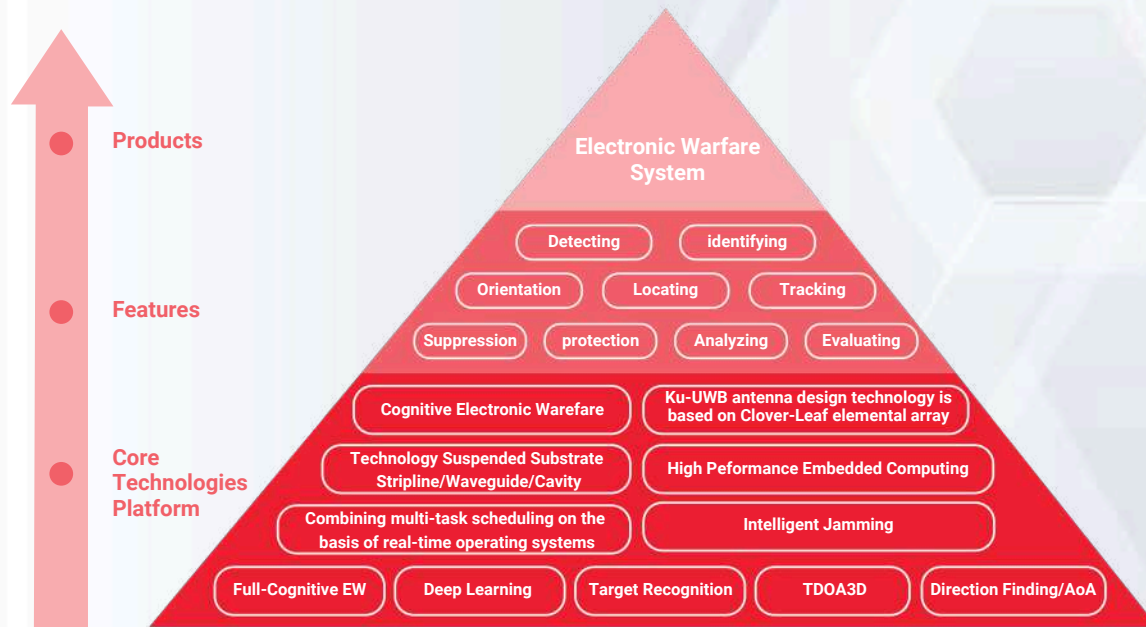 Products
Electronic Warfare
System
Detecting
identifying
Orientation
Locating
Tracking
Features
Suppression
protection
Analyzing
Evaluating
Cognitive Electronic Warefare
Ku-UWB antenna design technology is
based on Clover-Leaf elemental array
Core
Technologies
Platform
Technology Suspended Substrate
Stripline/Waveguide/Cavity
High Peformance Embedded Computing
Combining multi-task scheduling on the
basis of real-time operating systems
Intelligent Jamming
Full-Cognitive EW
Deep Learning
Target Recognition
TDOA3D
Direction Finding/AoA